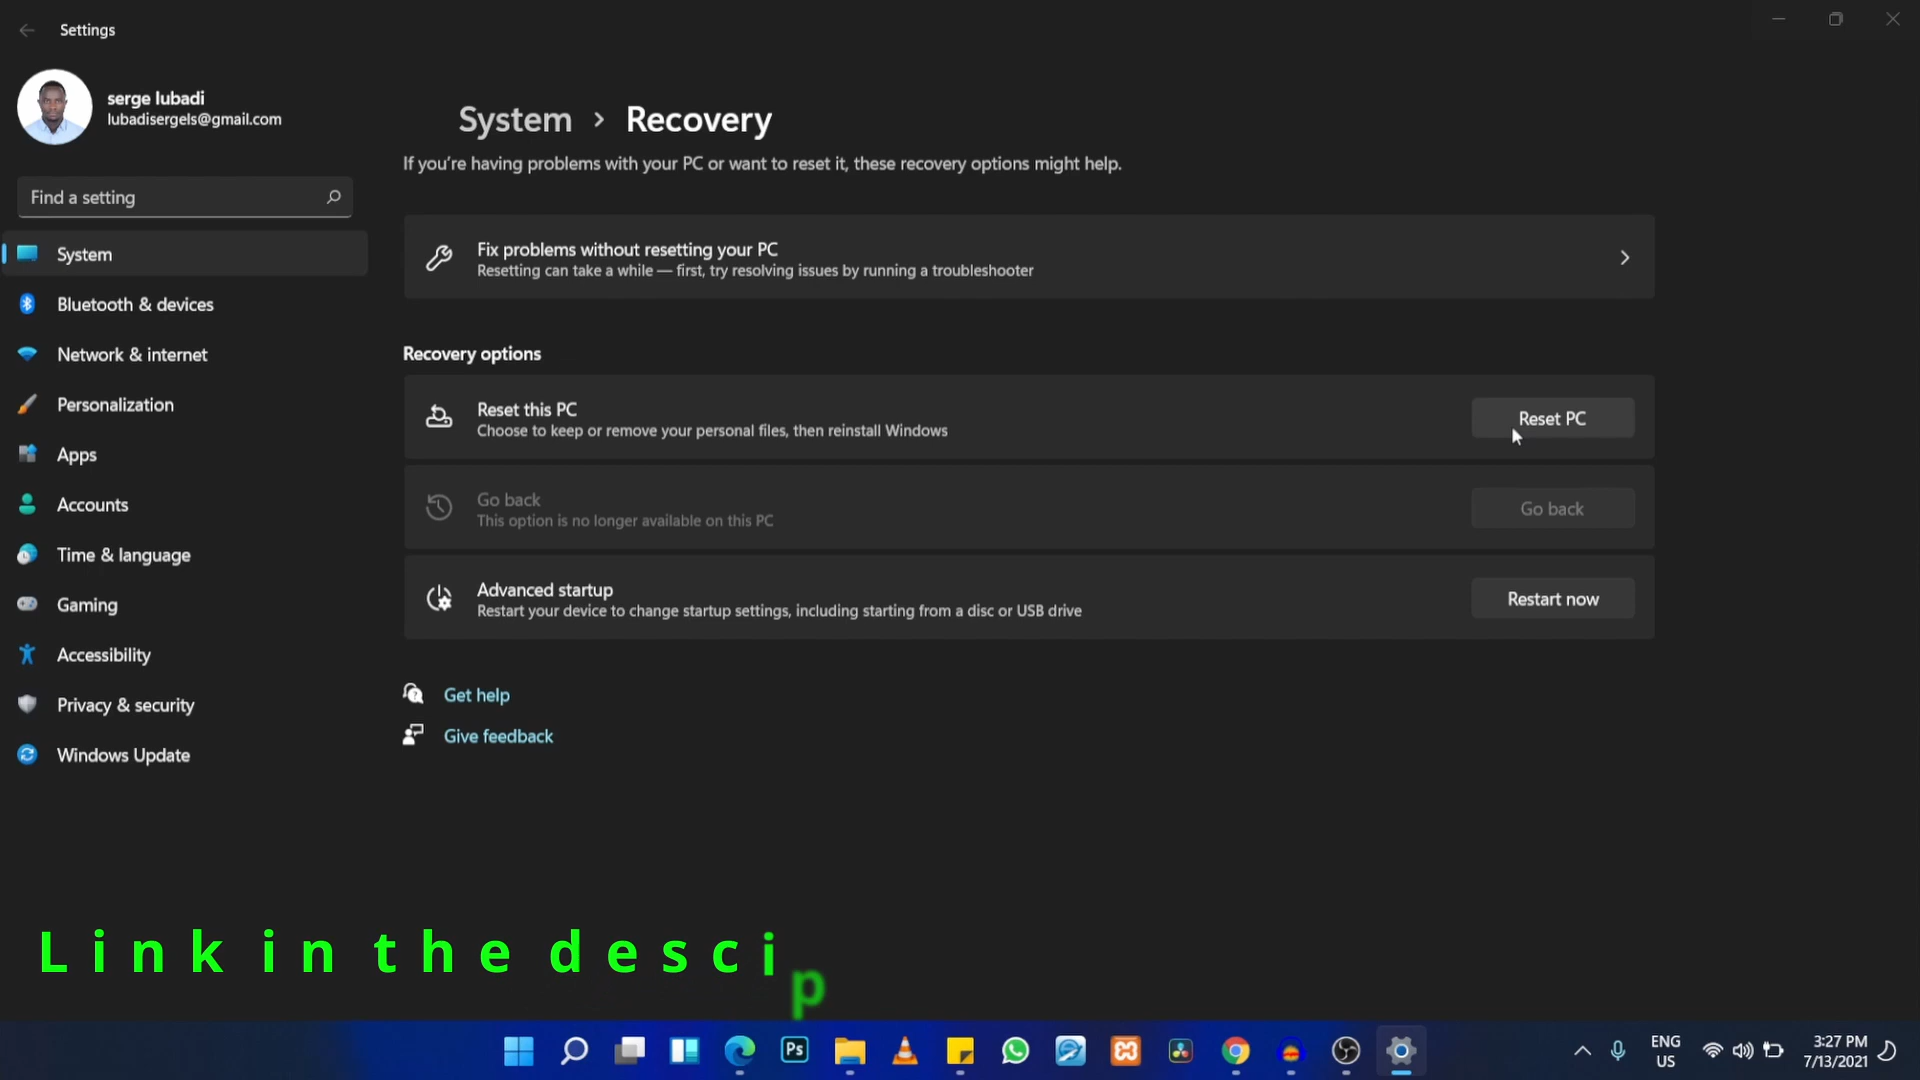 Settings
serge lubadi
lubadisergels@gmail.com
Find a setting
System
Bluetooth & devices
Network & internet
Personalization
Apps
Accounts
Time & language
Gaming
Accessibility
Privacy & security
Windows Update
System › Recovery
If you're having problems with your PC or want to reset it, these recovery options might help.
Fix problems without resetting your PC
Resetting can take a while — first, try resolving issues by running a troubleshooter
Recovery options
Reset this PC
Choose to keep or remove your personal files, then reinstall Windows
Reset PC
Go back
This option is no longer available on this PC
Go back
Advanced startup
Restart your device to change startup settings, including starting from a disc or USB drive
Restart now
Get help
Give feedback
Link in the descip
Ps
ENG
US
3:27 PM
7/13/2021